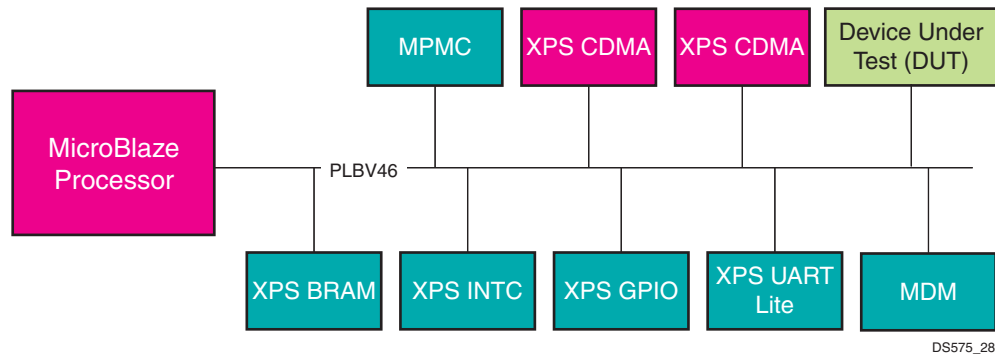 MPMC
XPS CDMA
XPS CDMA
Device Under
Test (DUT)
MicroBlaze
Processor
PLBV46
XPS BRAM
XPS INTC
XPS GPIO
XPS UART
Lite
MDM
DS575_28